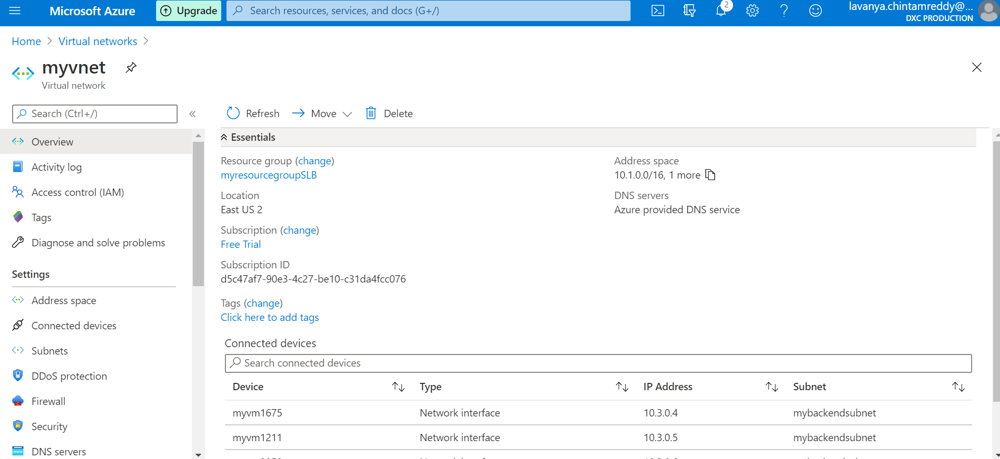 Microsoft Azure
Upgrade
Search resources, services, and docs (G+/)
2
lavanya.chintamreddy@...
DXC PRODUCTION
Home > Virtual networks >
myvnet
Virtual network
Search (Ctrl+/)
«
Refresh
Move
Delete
Overview
Activity log
Access control (IAM)
Tags
Diagnose and solve problems
Settings
Address space
Connected devices
Subnets
DDoS protection
Firewall
Security
DNS servers
Essentials
Resource group (change)
myresourcegroupSLB
Location
East US 2
Subscription (change)
Free Trial
Subscription ID
d5c47af7-90e3-4c27-be10-c31da4fcc076
Tags (change)
Click here to add tags
Address space
10.1.0.0/16, 1 more
DNS servers
Azure provided DNS service
Connected devices
Search connected devices
Device Type IP Address Subnet
myvm1675 Network interface 10.3.0.4 mybackendsubnet
myvm1211 Network interface 10.3.0.5 mybackendsubnet